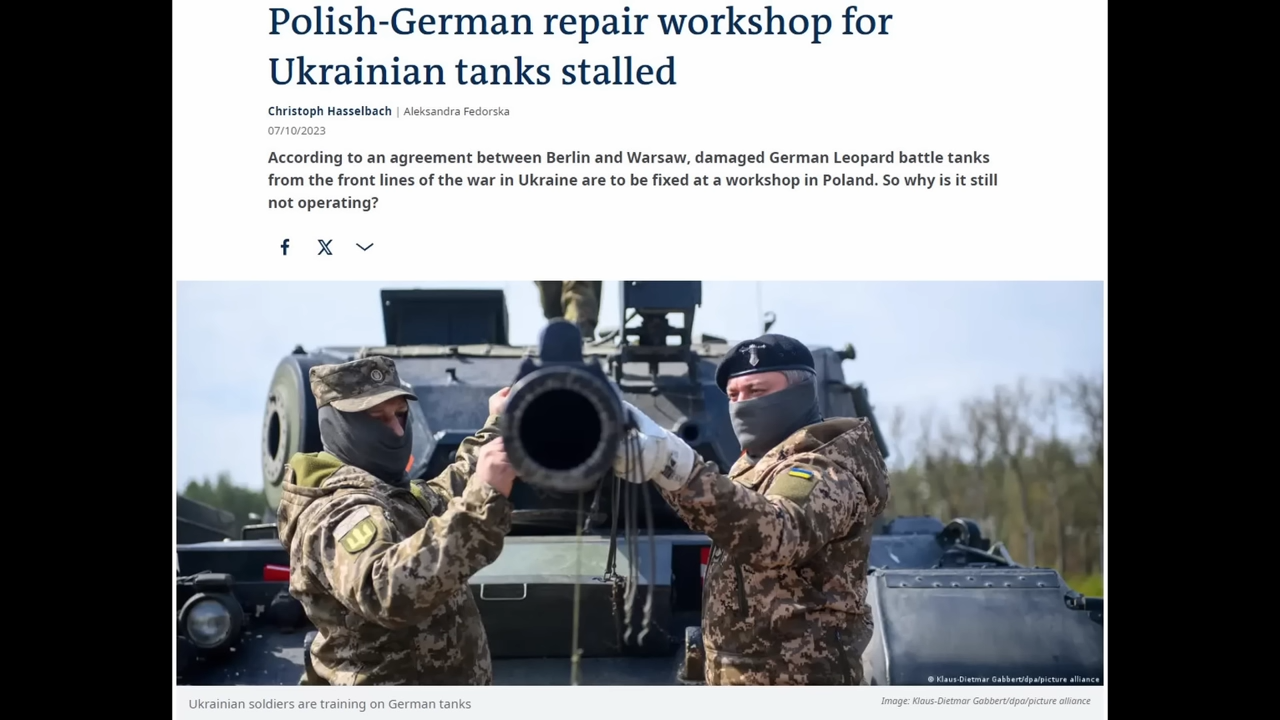 Polish-German repair workshop for
Ukrainian tanks stalled
Christoph Hasselbach | Aleksandra Fedorska
07/10/2023
According to an agreement between Berlin and Warsaw, damaged German Leopard battle tanks
from the front lines of the war in Ukraine are to be fixed at a workshop in Poland. So why is it still
not operating?
© Klaus-Dietmar Gabbert/dpa/picture alliance
Ukrainian soldiers are training on German tanks
Image: Klaus-Dietmar Gabbert/dpa/picture alliance